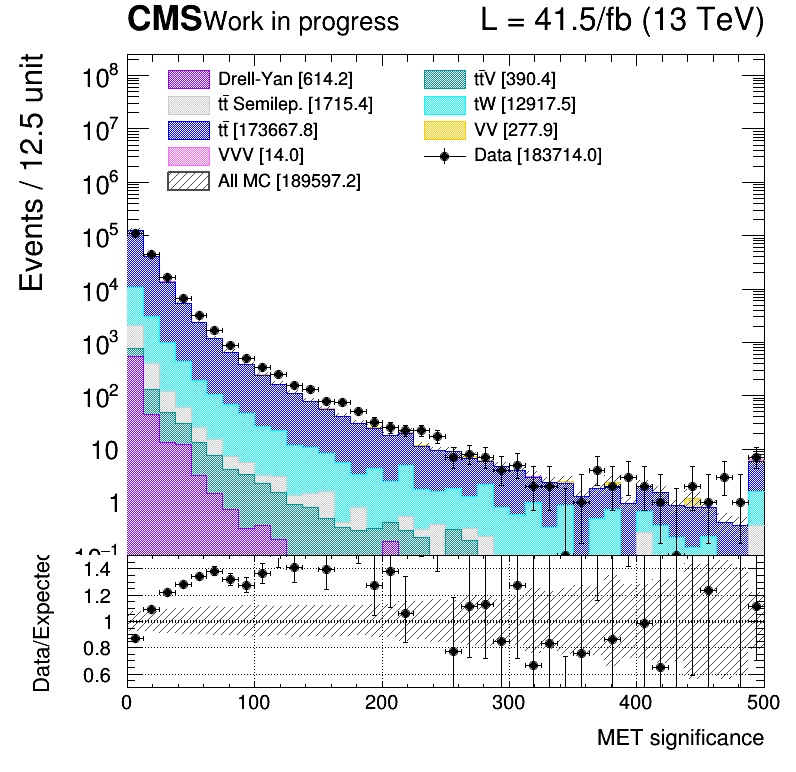 CMS Work in progress L = 41.5/fb (13 TeV)
Events / 12.5 unit
10⁸
10⁷
10⁶
10⁵
10⁴
10³
10²
10
1
10⁻¹
Drell-Yan [614.2]
tt̄ Semilep. [1715.4]
tt̄ [173667.8]
VVV [14.0]
All MC [189597.2]
tt̄V [390.4]
tW [12917.5]
VV [277.9]
Data [183714.0]
Data/Expected
1.4
1.2
1
0.8
0.6
0 100 200 300 400 500
MET significance